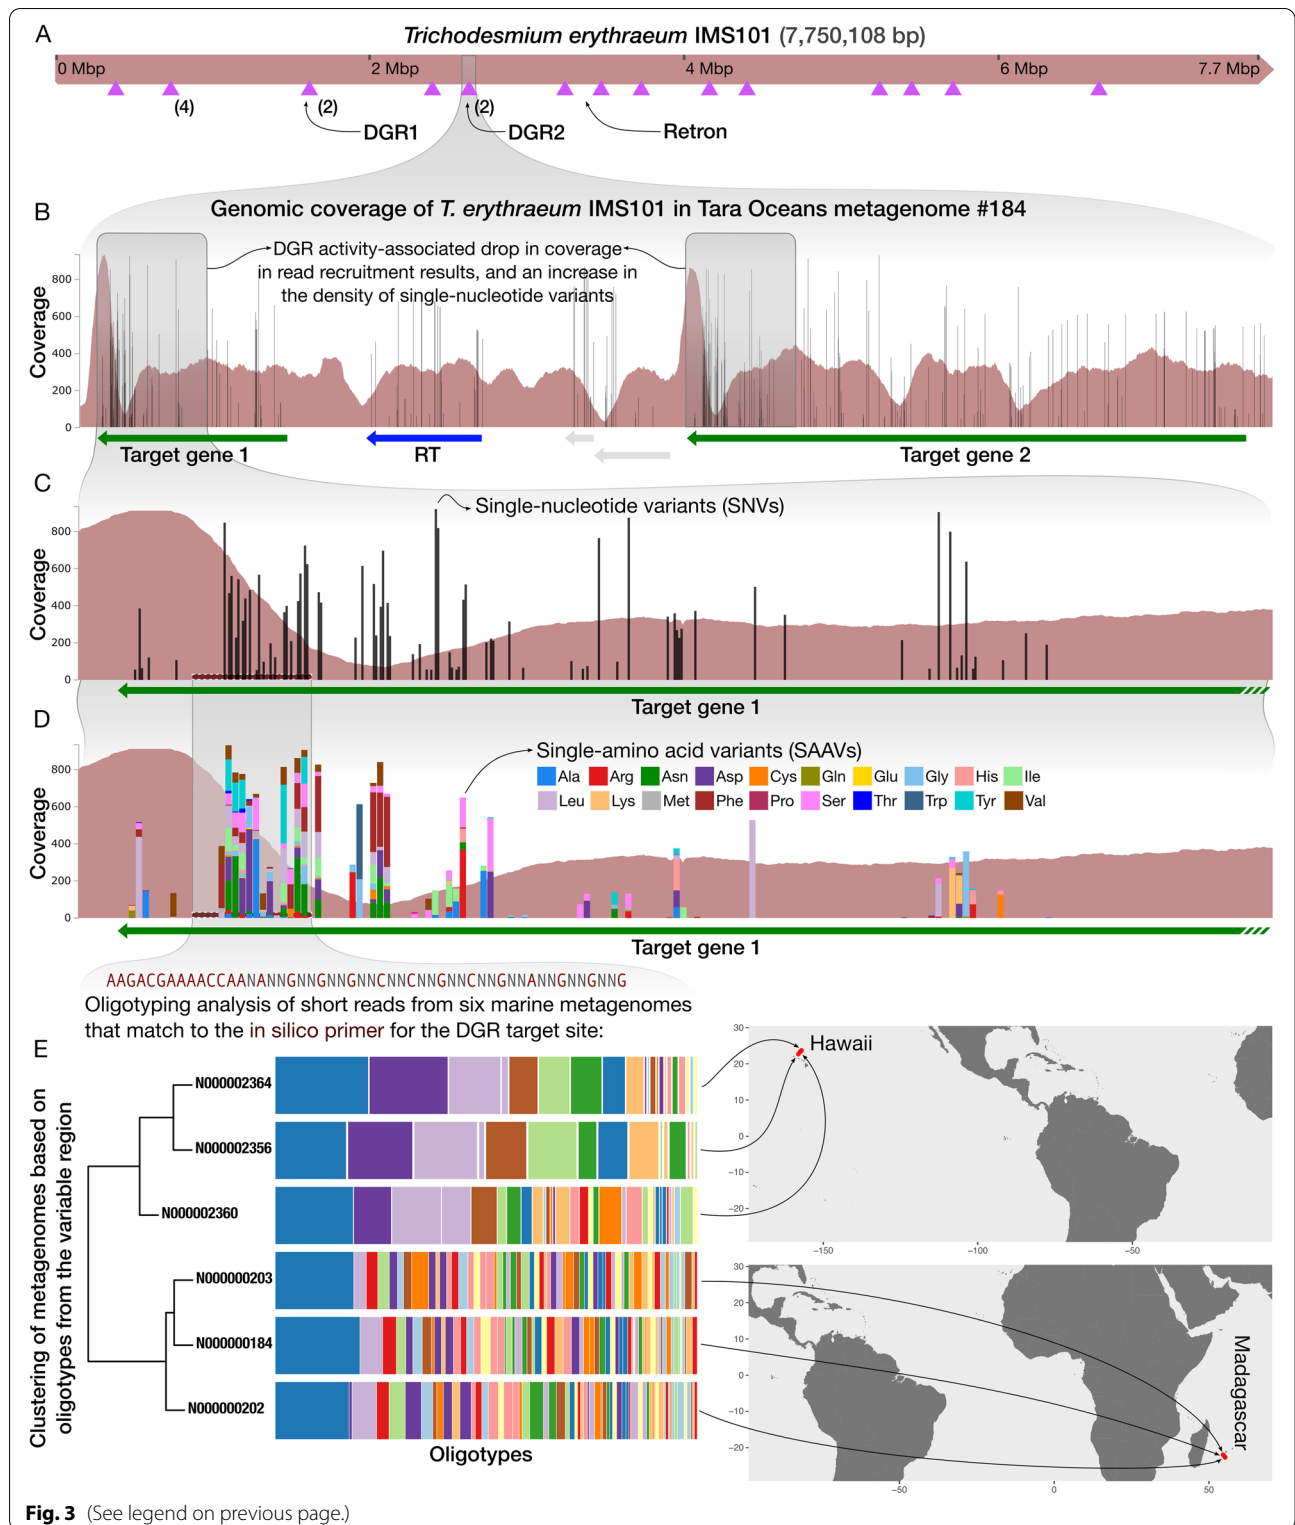 A
Trichodesmium erythraeum IMS101 (7,750,108 bp)
0 Mbp 2 Mbp 4 Mbp 6 Mbp 7.7 Mbp
(4) (2) (2)
DGR1 DGR2 Retron
B
Genomic coverage of T. erythraeum IMS101 in Tara Oceans metagenome #184
DGR activity-associated drop in coverage
in read recruitment results, and an increase in
the density of single-nucleotide variants
Coverage
800
600
400
200
0
Target gene 1 RT Target gene 2
C
Single-nucleotide variants (SNVs)
Coverage
800
600
400
200
0
Target gene 1
D
Single-amino acid variants (SAAVs)
Ala Arg Asn Asp Cys Gln Glu Gly His Ile
Leu Lys Met Phe Pro Ser Thr Trp Tyr Val
Coverage
800
600
400
200
0
Target gene 1
AAGACGAAAACCAANANNGNNGNNGNNCNNCNNGNNCNNGNNANNGNNGNNG
Oligotyping analysis of short reads from six marine metagenomes
that match to the in silico primer for the DGR target site:
E
Clustering of metagenomes based on
oligotypes from the variable region
N000002364
N000002356
N000002360
N000000203
N000000184
N000000202
Oligotypes
Hawaii
30
20
10
0
−10
−20
−150 −100 −50
Madagascar
30
20
10
0
−10
−20
−50 0 50
Fig. 3 (See legend on previous page.)